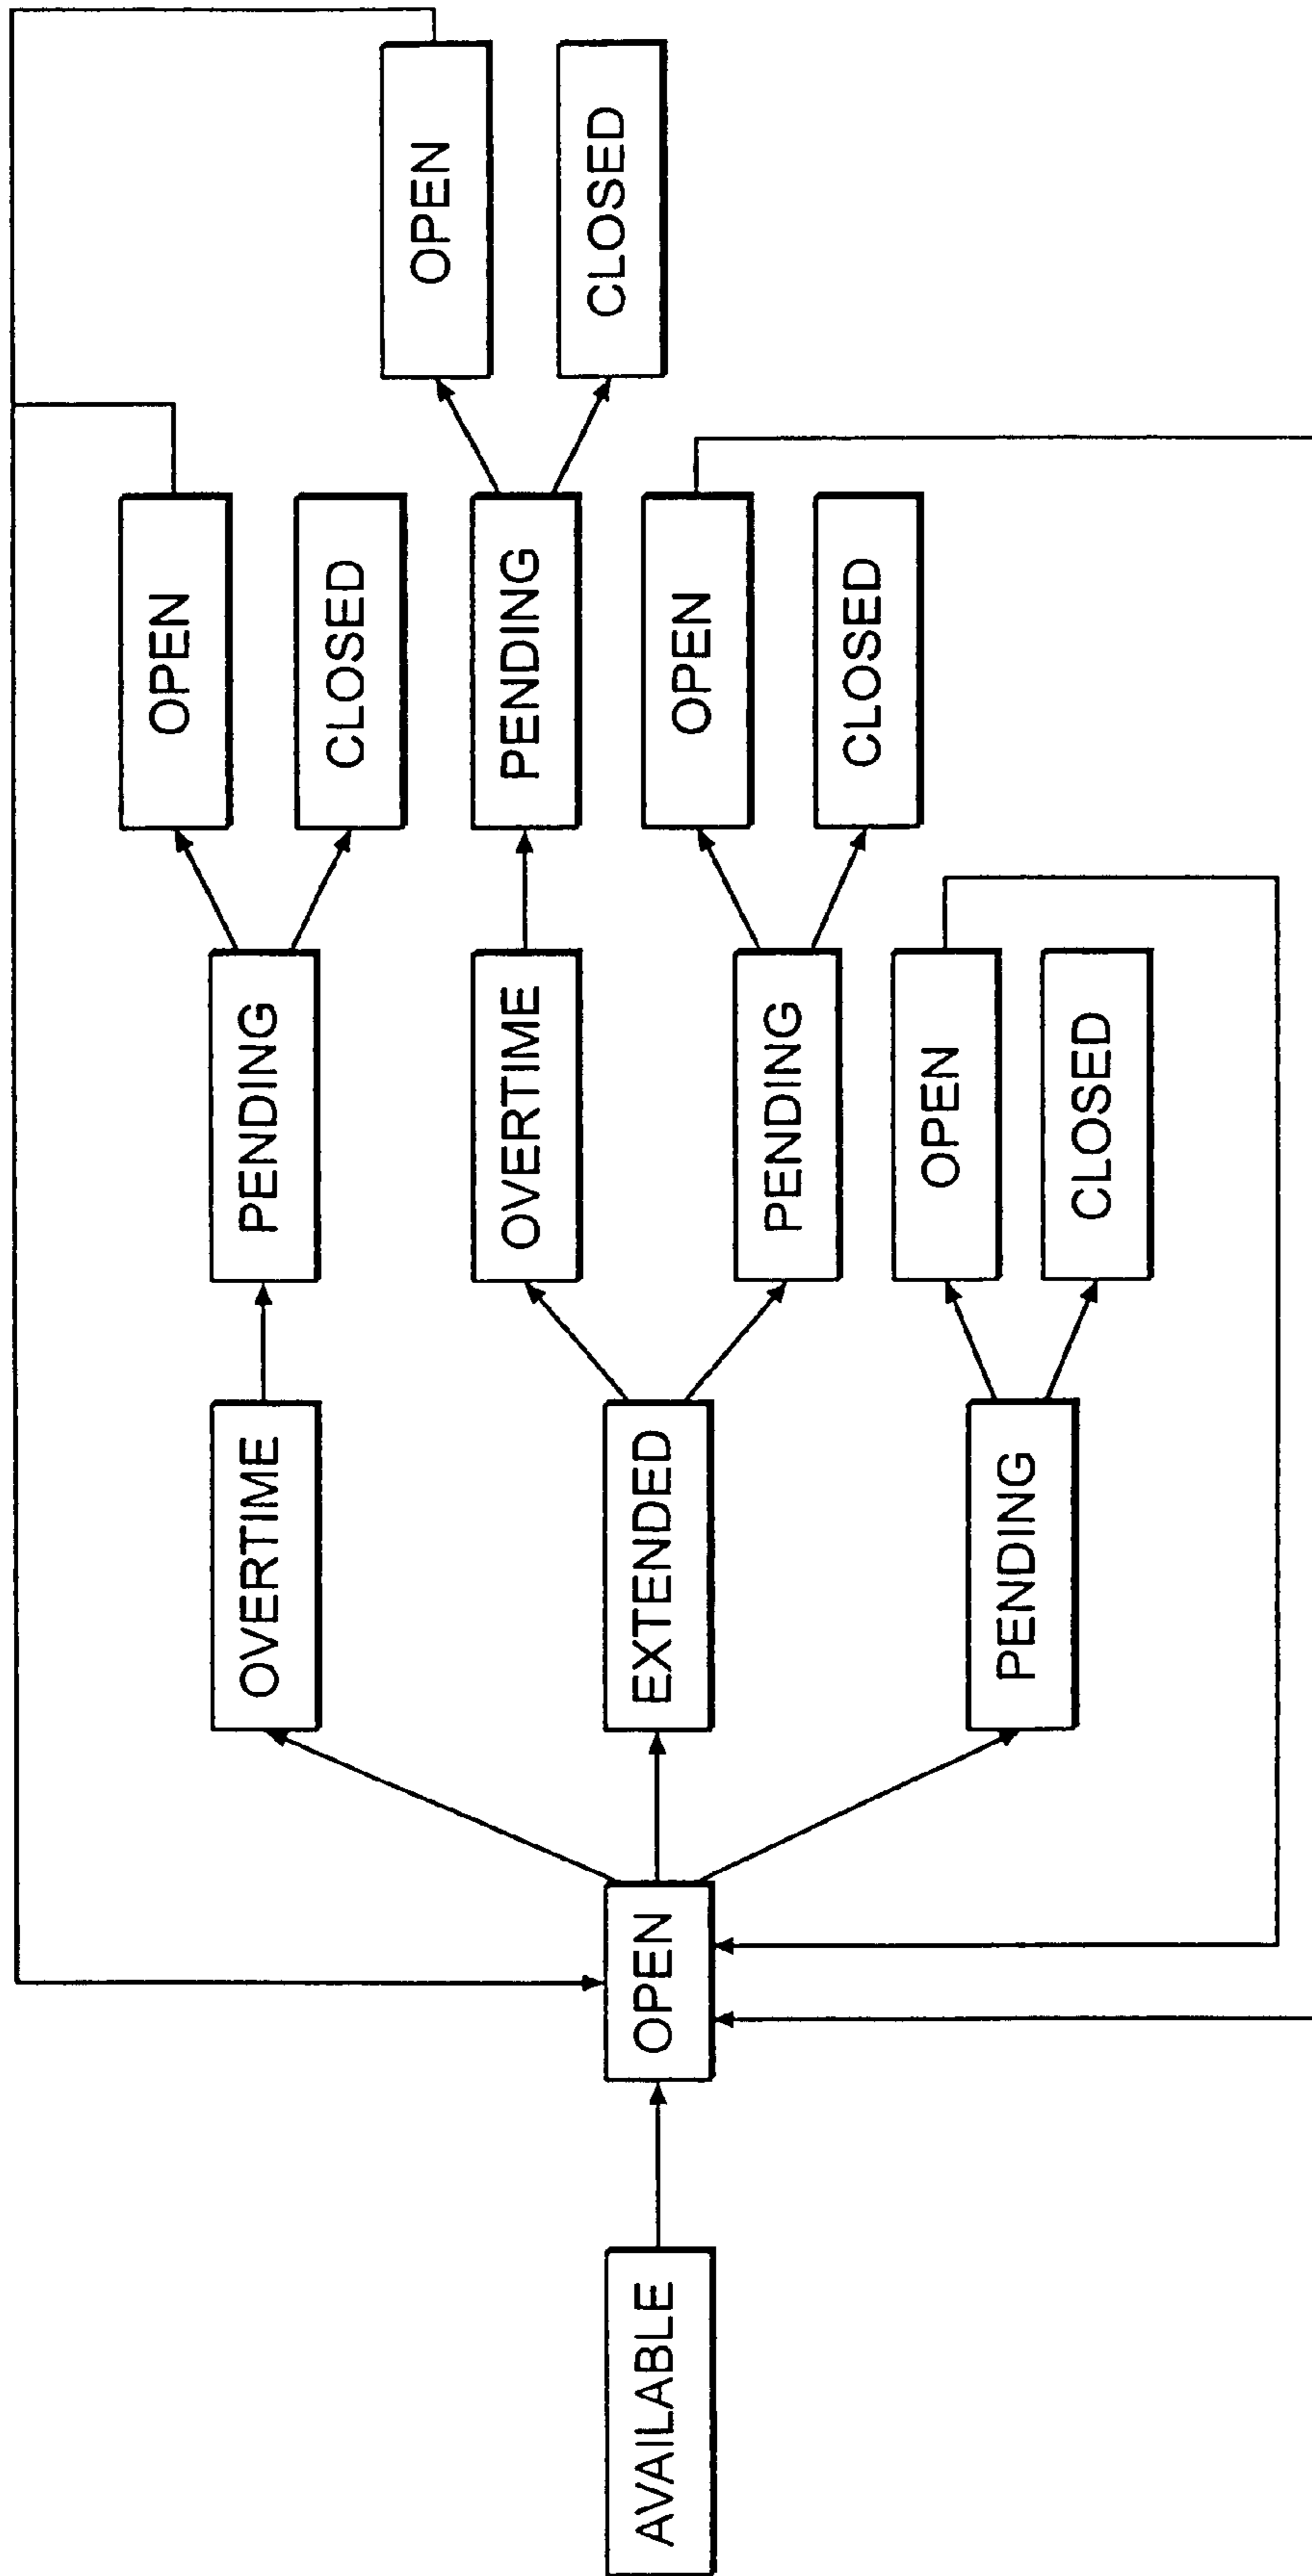 AVAILABLE
OPEN
OVERTIME
EXTENDED
PENDING
PENDING
OVERTIME
PENDING
OPEN
CLOSED
OPEN
CLOSED
PENDING
OPEN
CLOSED
OPEN
CLOSED